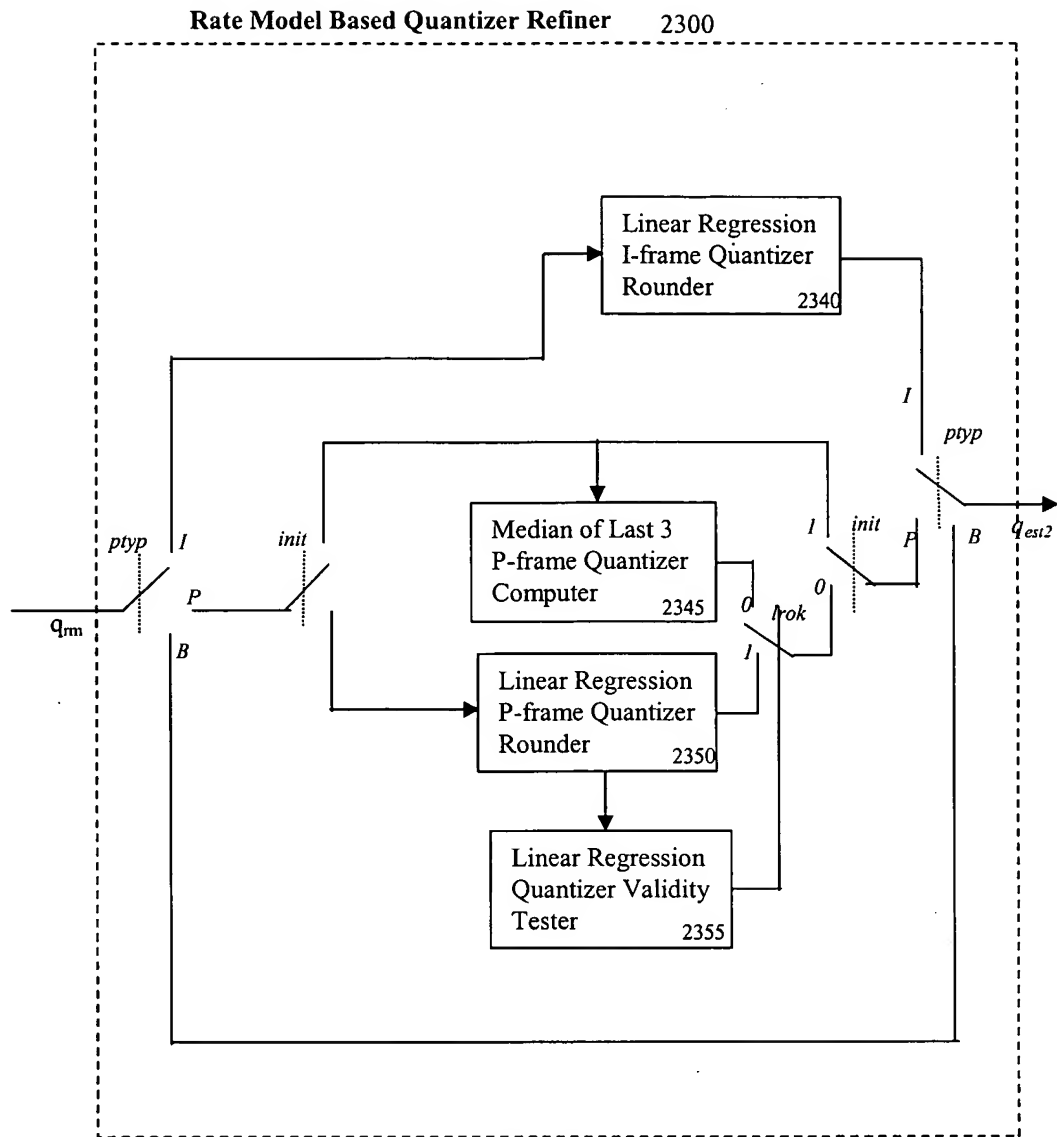 Rate Model Based Quantizer Refiner 2300
Linear Regression
I-frame Quantizer
Rounder
2340
I
ptyp
ptyp
I
init
P
B
q_rm
Median of Last 3
P-frame Quantizer
Computer
2345
0
lrok
1
1
init
0
P
B
q_est2
Linear Regression
P-frame Quantizer
Rounder
2350
Linear Regression
Quantizer Validity
Tester
2355